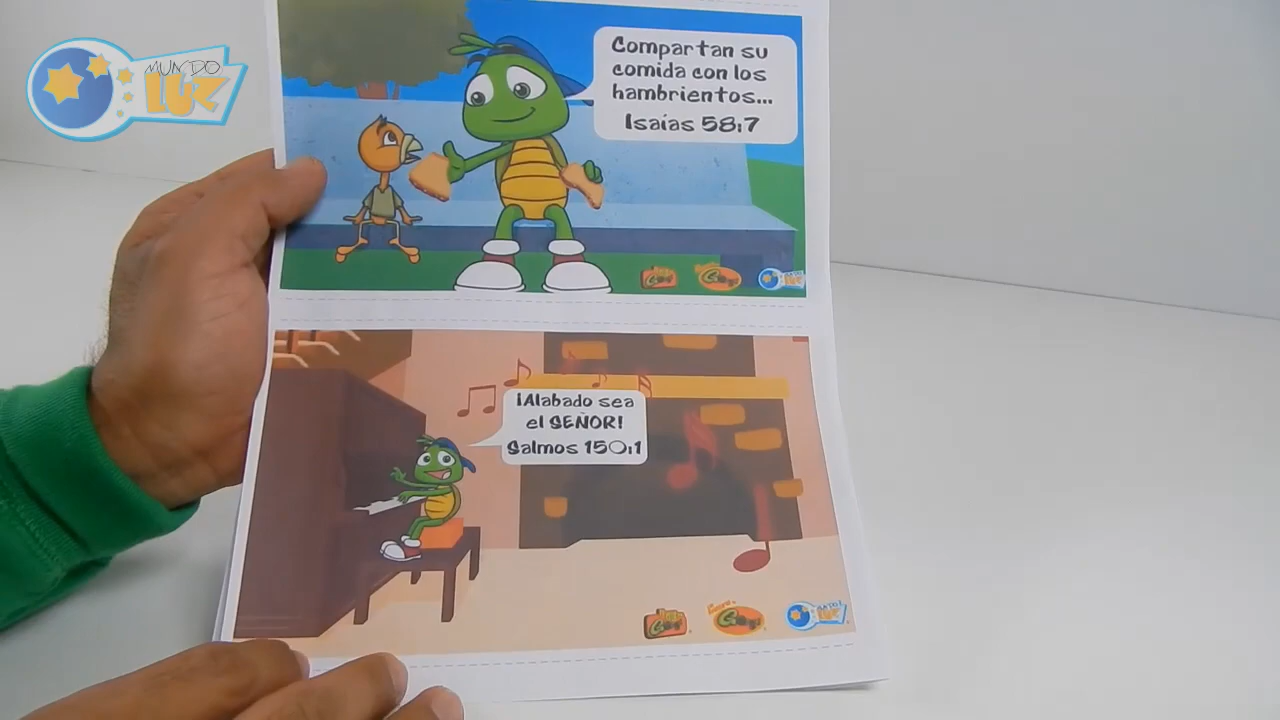 MUNDO
LUZ
Compartan su
comida con los
hambrientos...
Isaías 58:7
¡Alabado sea
el SEÑOR!
Salmos 150:1